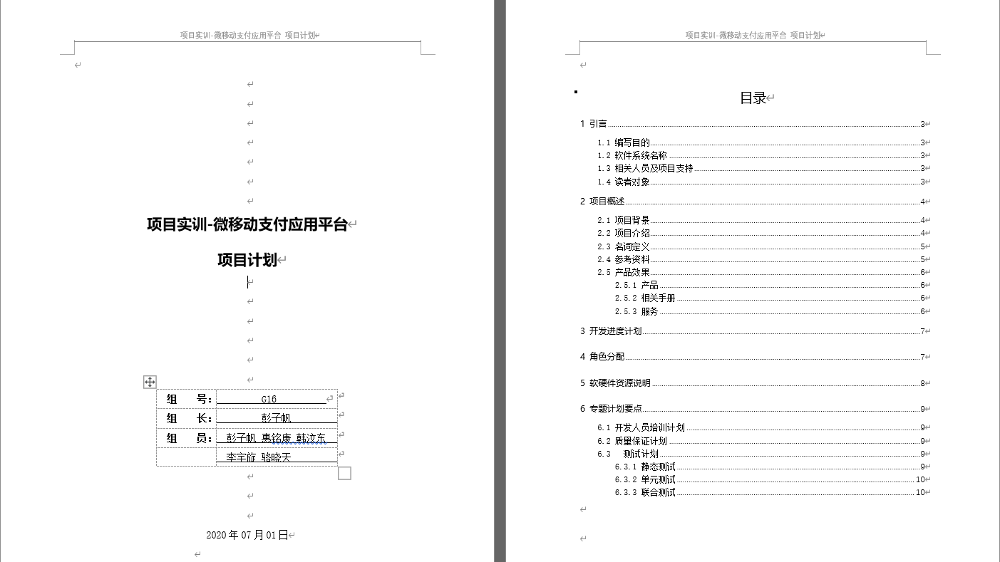 项目实训-微移动支付应用平台 项目计划
项目实训-微移动支付应用平台
项目计划
组 号： G16
组 长： 彭子帆
组 员： 彭子帆 惠铭康 韩汶东
李宇旋 骆晓天
2020 年 07 月 01 日
项目实训-微移动支付应用平台 项目计划
目录
1 引言 3
1.1 编写目的 3
1.2 软件系统名称 3
1.3 相关人员及项目支持 3
1.4 读者对象 3
2 项目概述 4
2.1 项目背景 4
2.2 项目介绍 4
2.3 名词定义 5
2.4 参考资料 5
2.5 产品效果 6
2.5.1 产品 6
2.5.2 相关手册 6
2.5.3 服务 6
3 开发进度计划 7
4 角色分配 7
5 软硬件资源说明 8
6 专题计划要点 9
6.1 开发人员培训计划 9
6.2 质量保证计划 9
6.3 测试计划 9
6.3.1 静态测试 9
6.3.2 单元测试 10
6.3.3 联合测试 10